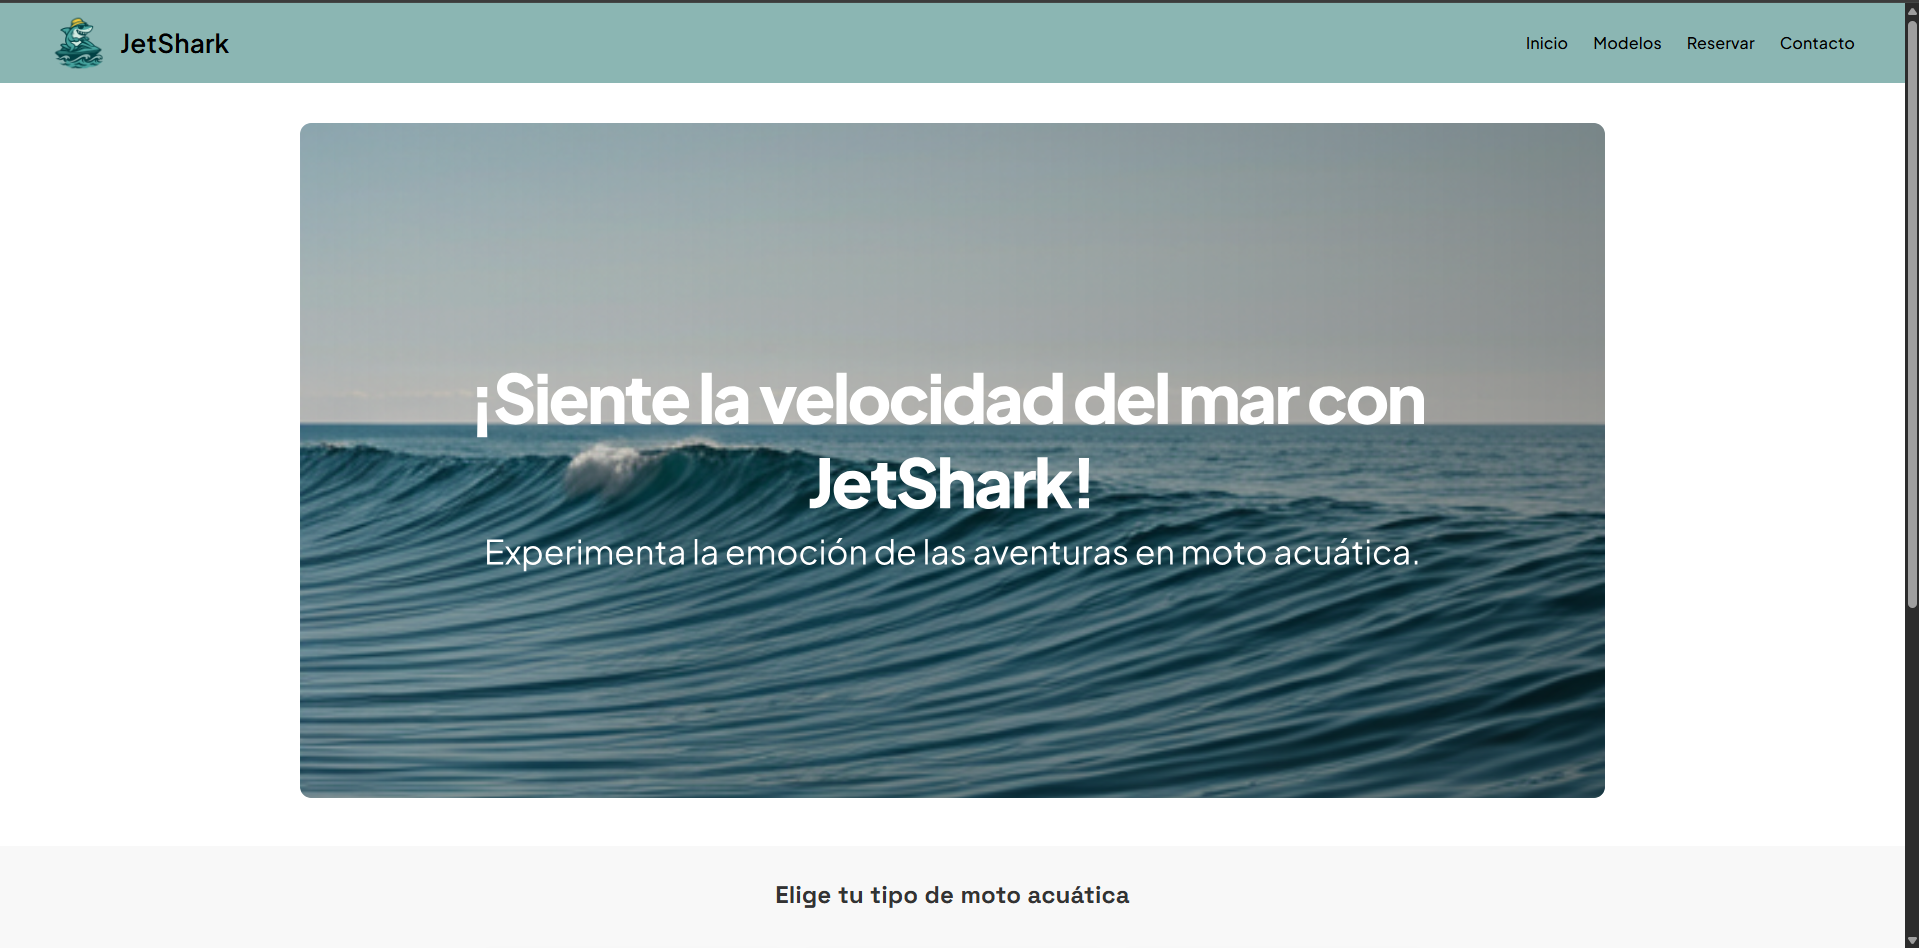 JetShark
Inicio Modelos Reservar Contacto
¡Siente la velocidad del mar con
JetShark!
Experimenta la emoción de las aventuras en moto acuática.
Elige tu tipo de moto acuática